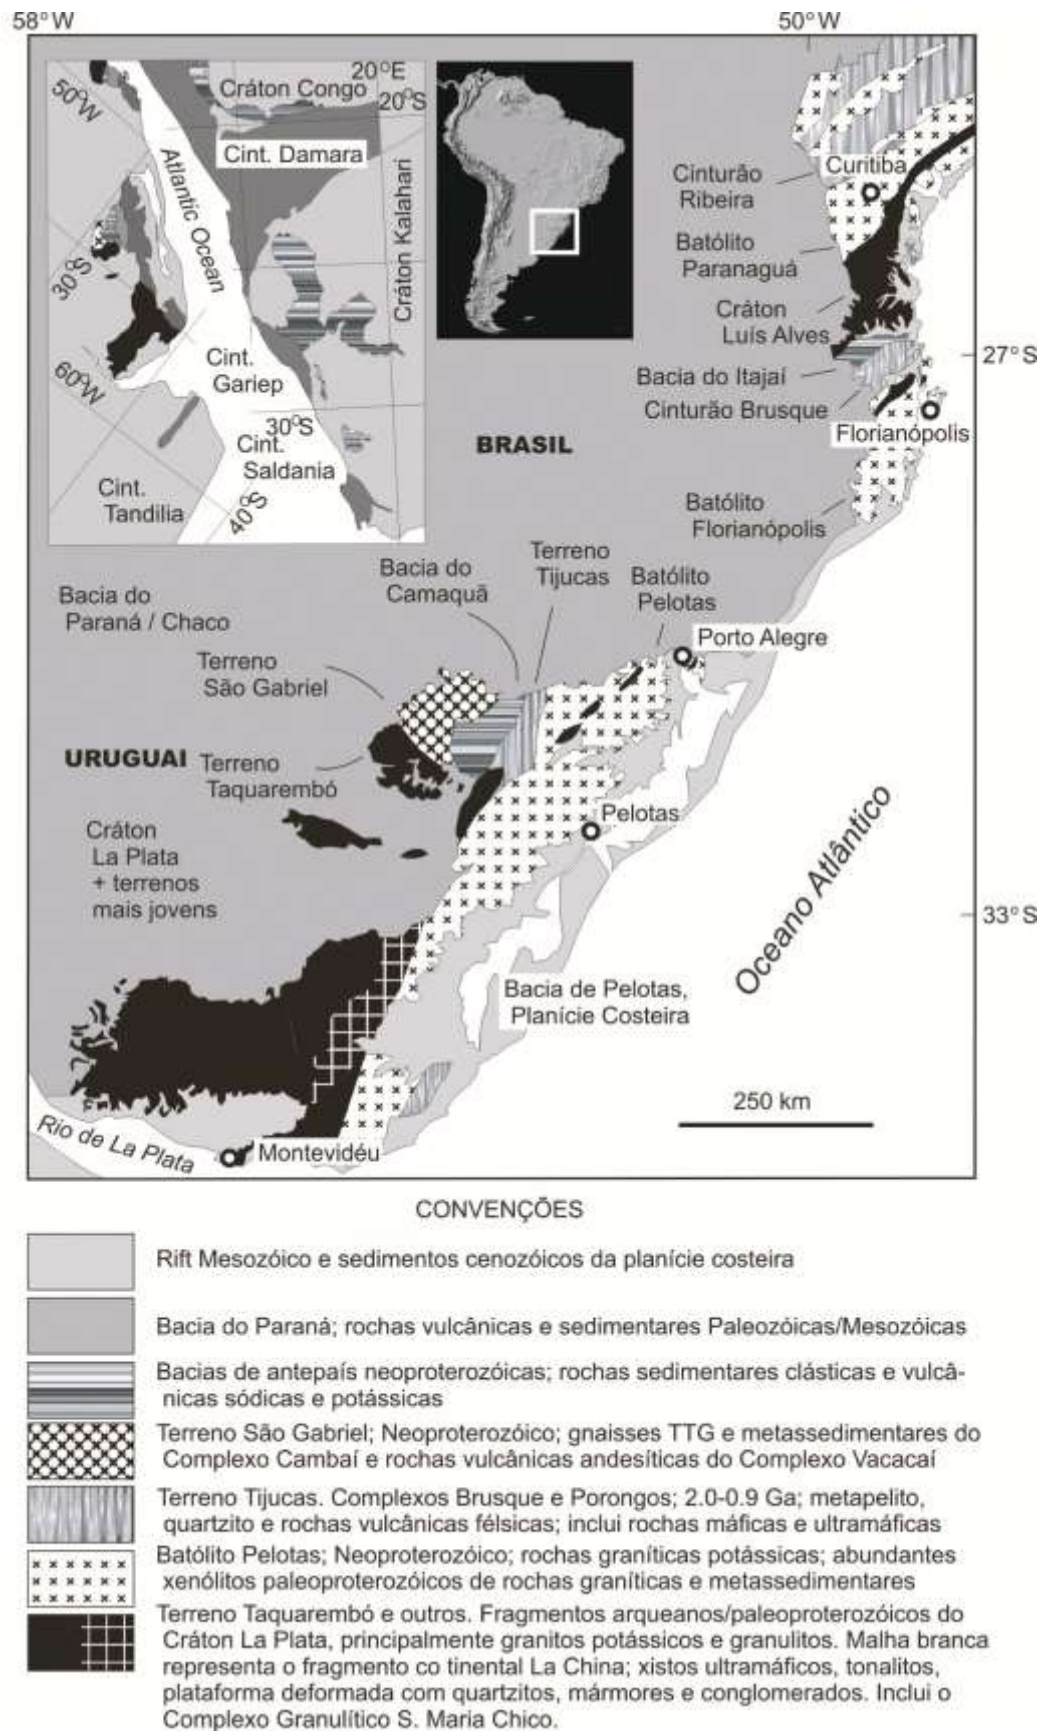 58°W
50°W
20°E
Cráton Congo
20°S
50°W
Cint. Damara
Atlantic Ocean
Cráton Kalahari
30°S
60°W
Cint.
Gariep
30°S
Cint.
Saldania
Cint.
Tandilia
40°S
Curitiba
Cinturão
Ribeira
Batólito
Paranaguá
Cráton
Luís Alves
27°S
Bacia do Itajaí
Cinturão Brusque
Florianópolis
BRASIL
Batólito
Florianópolis
Terreno
Tijucas
Bacia do
Camaquã
Batólito
Pelotas
Bacia do
Paraná / Chaco
Porto Alegre
Terreno
São Gabriel
URUGUAI
Terreno
Taquarembó
Pelotas
Cráton
La Plata
+ terrenos
mais jovens
Oceano Atlântico
33°S
Bacia de Pelotas,
Planície Costeira
250 km
Rio de La Plata
Montevidéu
CONVENÇÕES
Rift Mesozóico e sedimentos cenozóicos da planície costeira
Bacia do Paraná; rochas vulcânicas e sedimentares Paleozóicas/Mesozóicas
Bacias de antepaís neoproterozóicas; rochas sedimentares clásticas e vulcâ-
nicas sódicas e potássicas
Terreno São Gabriel; Neoproterozóico; gnaisses TTG e metassedimentares do
Complexo Cambaí e rochas vulcânicas andesíticas do Complexo Vacacaí
Terreno Tijucas. Complexos Brusque e Porongos; 2.0-0.9 Ga; metapelito,
quartzito e rochas vulcânicas félsicas; inclui rochas máficas e ultramáficas
Batólito Pelotas; Neoproterozóico; rochas graníticas potássicas; abundantes
xenólitos paleoproterozóicos de rochas graníticas e metassedimentares
Terreno Taquarembó e outros. Fragmentos arqueanos/paleoproterozóicos do
Cráton La Plata, principalmente granitos potássicos e granulitos. Malha branca
representa o fragmento co tinental La China; xistos ultramáficos, tonalitos,
plataforma deformada com quartzitos, mármores e conglomerados. Inclui o
Complexo Granulítico S. Maria Chico.